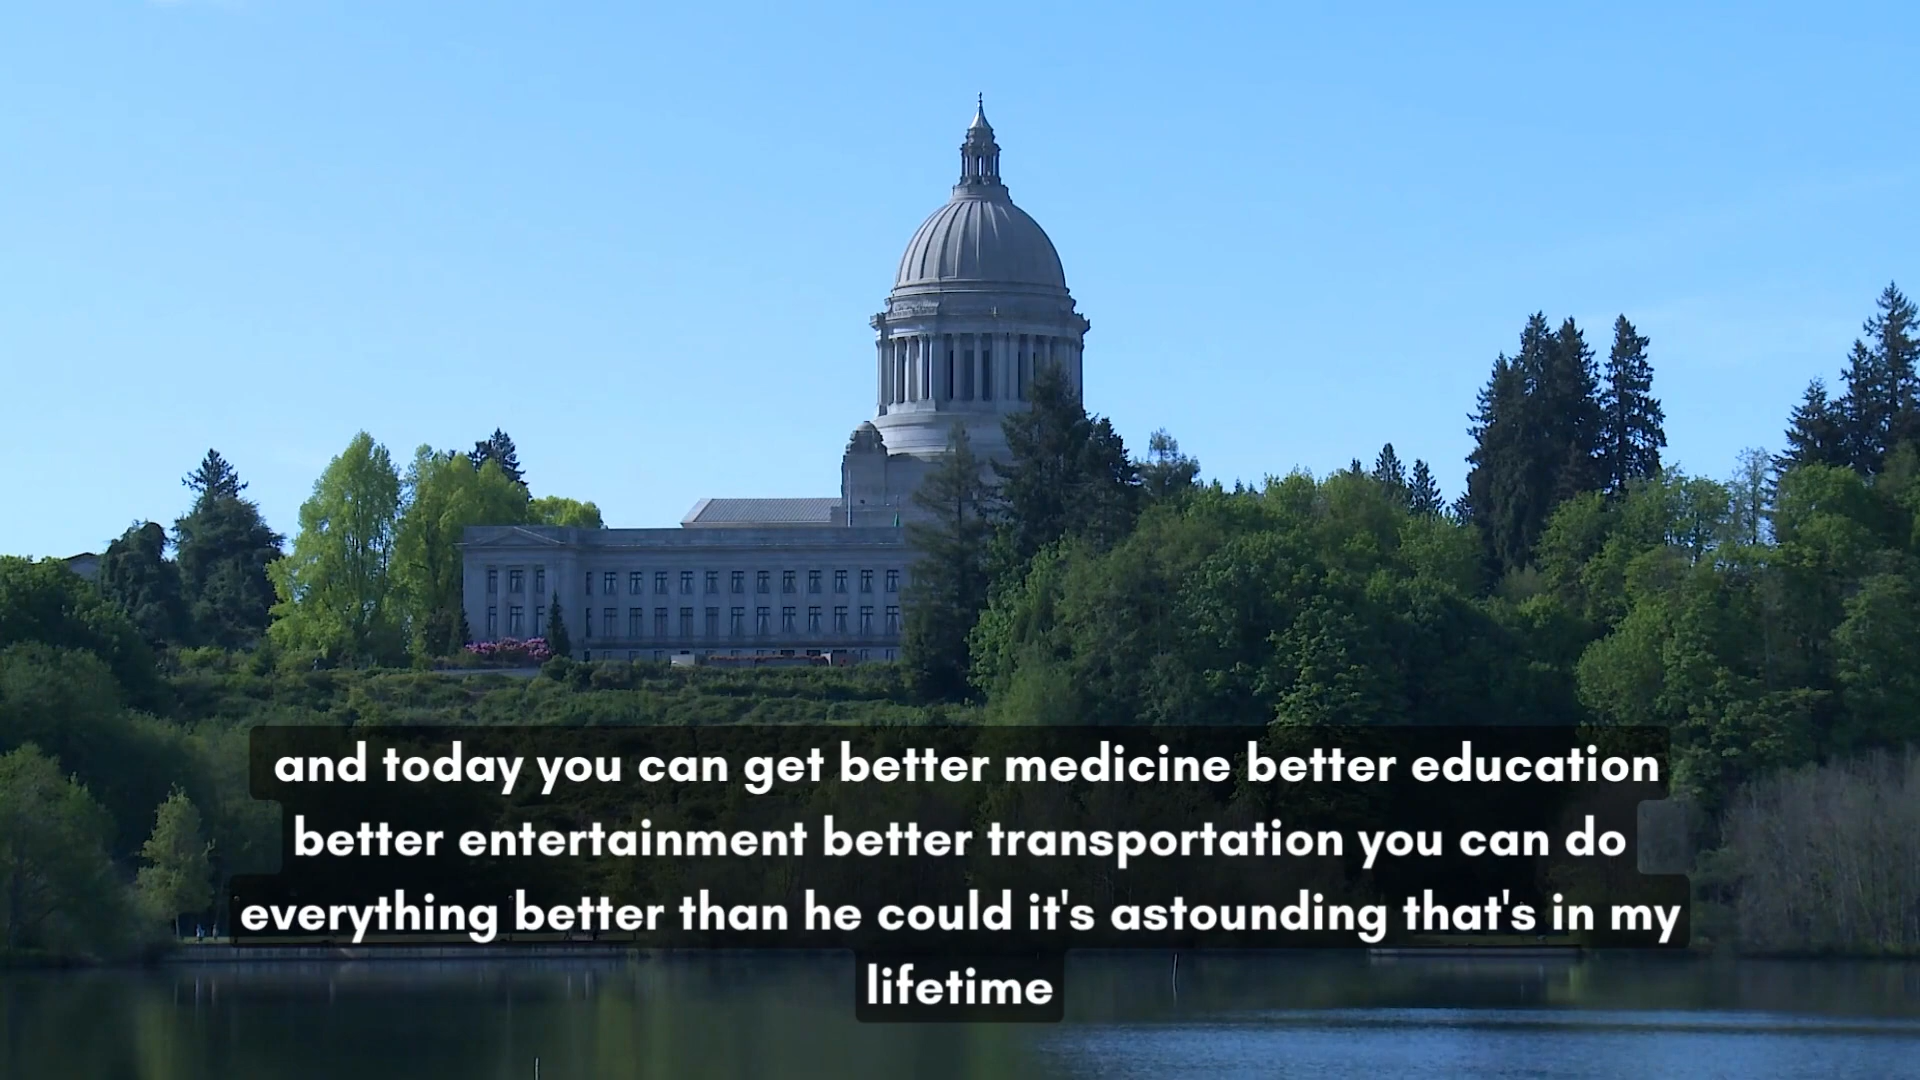 and today you can get better medicine better education
better entertainment better transportation you can do
everything better than he could it's astounding that's in my
lifetime